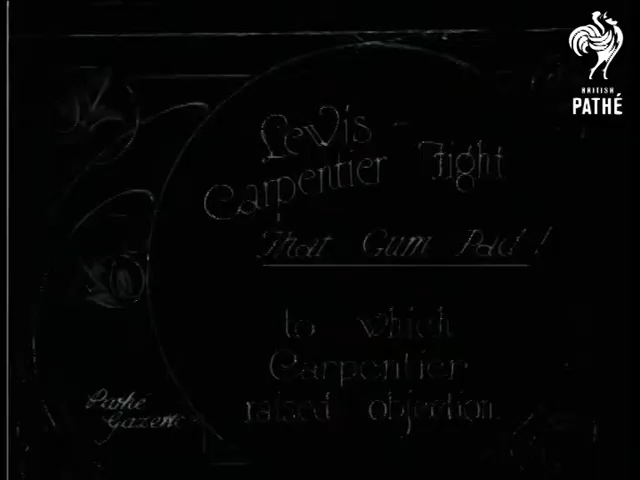 BRITISH
PATHÉ
Lewis -
Carpentier Fight
That Gum Pad!
to which
Carpentier
raised objection.
Pathé
Gazette